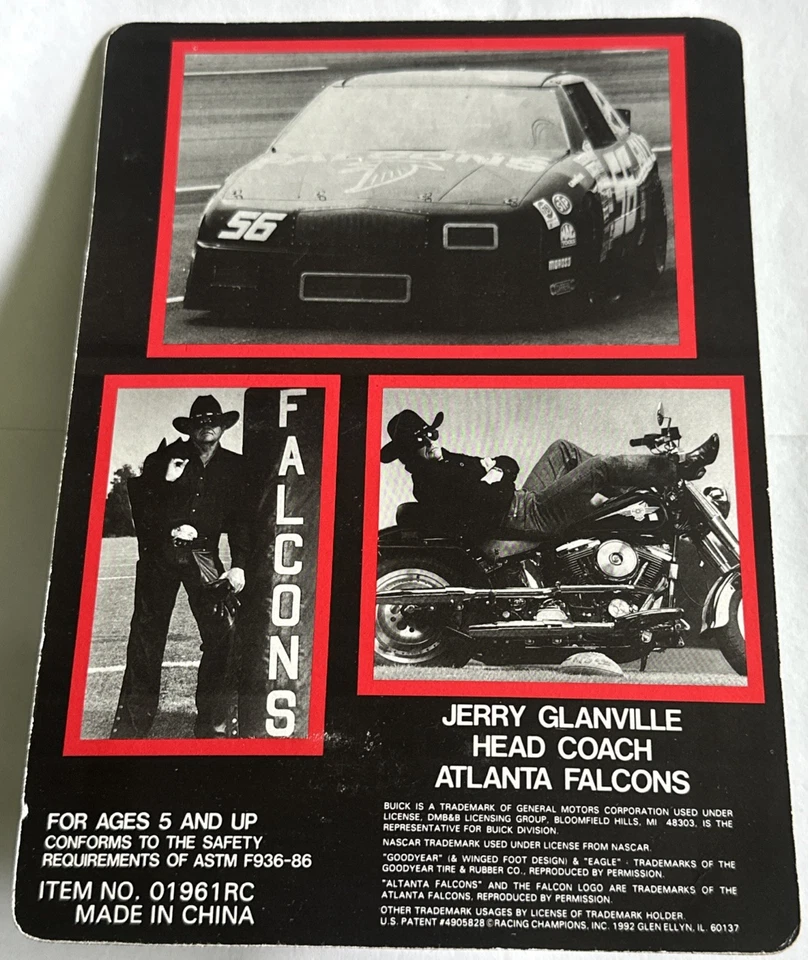 FALCONS
56
56
MOROSO
FALCONS
JERRY GLANVILLE
HEAD COACH
ATLANTA FALCONS
FOR AGES 5 AND UP
CONFORMS TO THE SAFETY
REQUIREMENTS OF ASTM F936-86
ITEM NO. 01961RC
MADE IN CHINA
BUICK IS A TRADEMARK OF GENERAL MOTORS CORPORATION USED UNDER
LICENSE, DMB&B LICENSING GROUP, BLOOMFIELD HILLS, MI 48303, IS THE
REPRESENTATIVE FOR BUICK DIVISION.
NASCAR TRADEMARK USED UNDER LICENSE FROM NASCAR.
"GOODYEAR" (& WINGED FOOT DESIGN) & "EAGLE" - TRADEMARKS OF THE
GOODYEAR TIRE & RUBBER CO., REPRODUCED BY PERMISSION.
"ALTANTA FALCONS" AND THE FALCON LOGO ARE TRADEMARKS OF THE
ATLANTA FALCONS, REPRODUCED BY PERMISSION.
OTHER TRADEMARK USAGES BY LICENSE OF TRADEMARK HOLDER.
U.S. PATENT #4905828 ©RACING CHAMPIONS, INC. 1992 GLEN ELLYN, IL. 60137